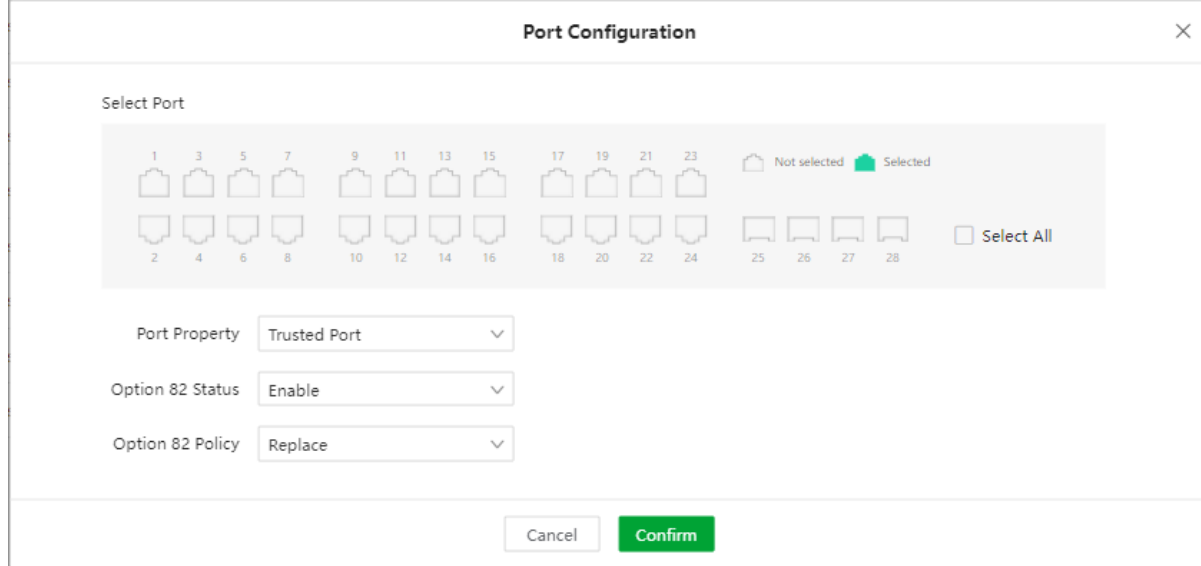 Port Configuration
Select Port
1 3 5 7 9 11 13 15 17 19 21 23
Not selected Selected
Select All
2 4 6 8 10 12 14 16 18 20 22 24 25 26 27 28
Port Property Trusted Port
Option 82 Status Enable
Option 82 Policy Replace
Cancel Confirm